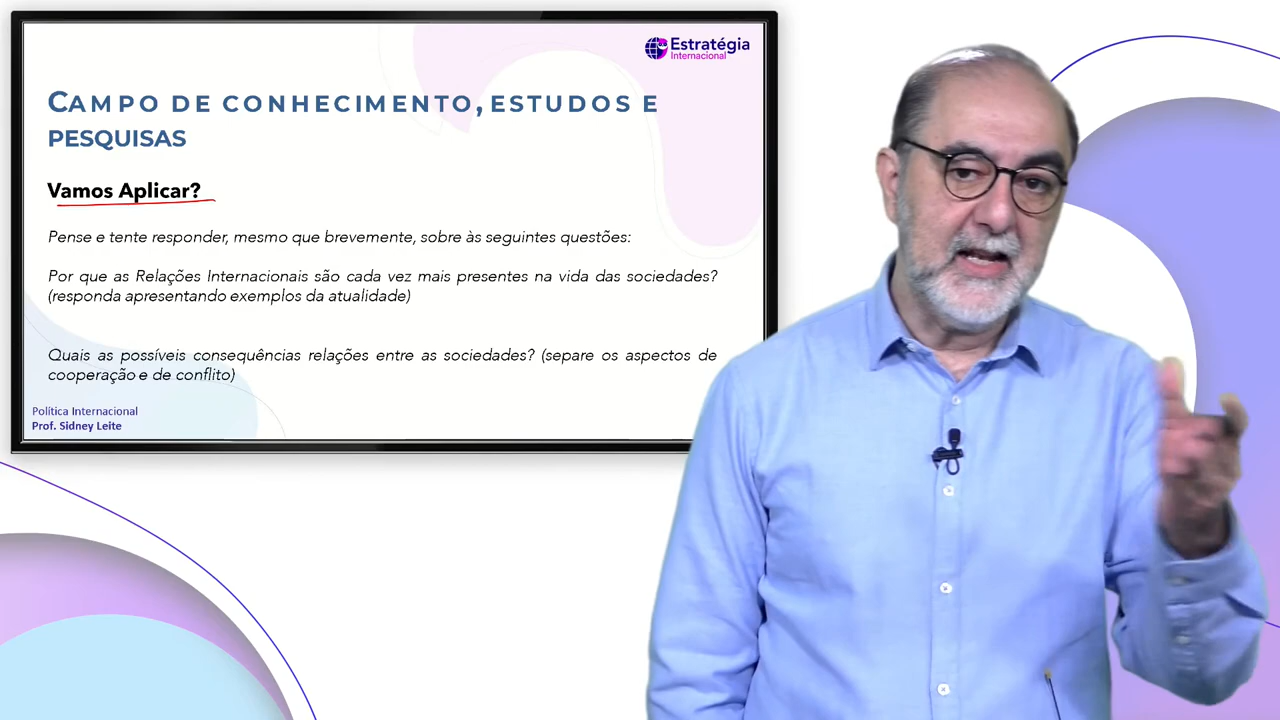 Estratégia
Internacional
CAMPO DE CONHECIMENTO, ESTUDOS E
PESQUISAS
Vamos Aplicar?
Pense e tente responder, mesmo que brevemente, sobre às seguintes questões:
Por que as Relações Internacionais são cada vez mais presentes na vida das sociedades?
(responda apresentando exemplos da atualidade)
Quais as possíveis consequências relações entre as sociedades? (separe os aspectos de
cooperação e de conflito)
Política Internacional
Prof. Sidney Leite